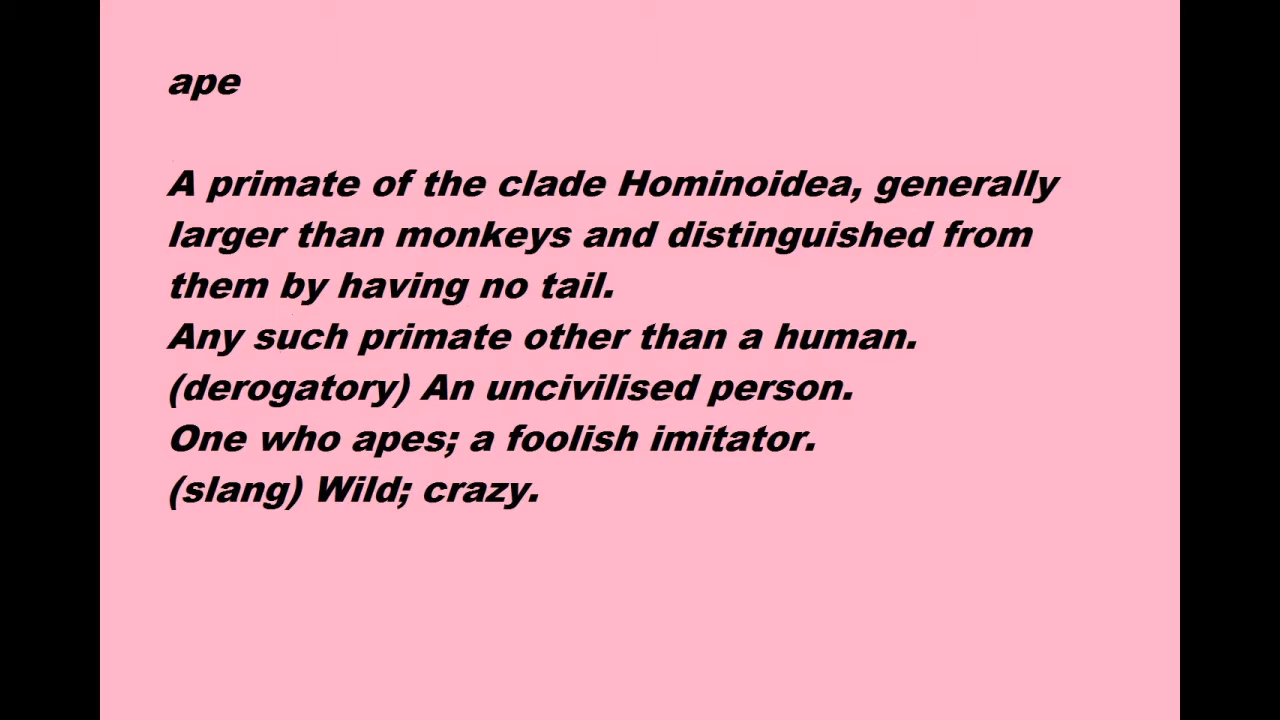 ape
A primate of the clade Hominoidea, generally
larger than monkeys and distinguished from
them by having no tail.
Any such primate other than a human.
(derogatory) An uncivilised person.
One who apes; a foolish imitator.
(slang) Wild; crazy.